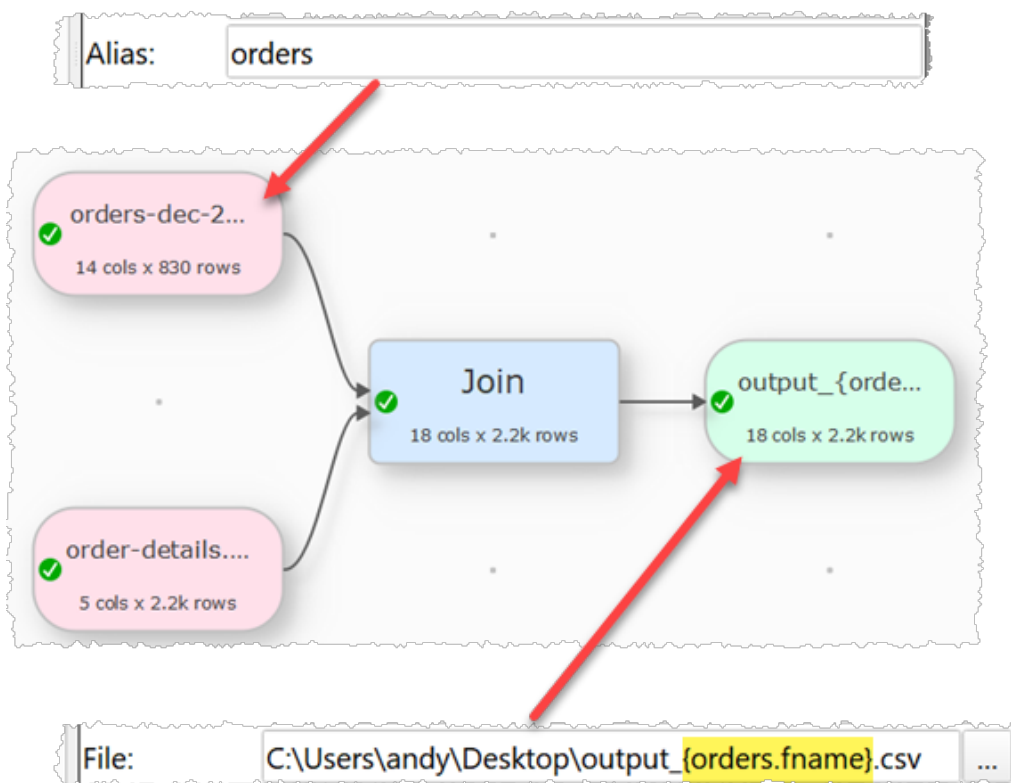 Alias: orders
orders-dec-2...
14 cols x 830 rows
Join
18 cols x 2.2k rows
output_{orde...
18 cols x 2.2k rows
order-details....
5 cols x 2.2k rows
File: C:\Users\andy\Desktop\output_{orders.fname}.csv ...